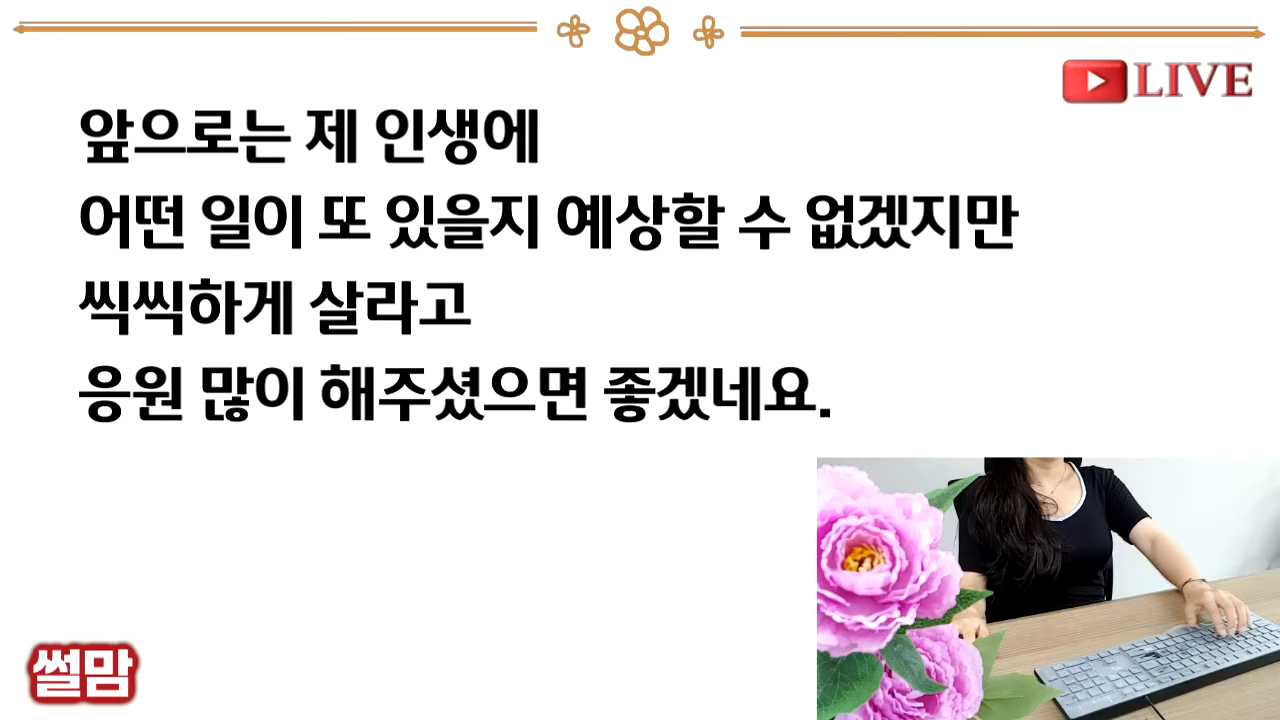 LIVE
앞으로는 제 인생에
어떤 일이 또 있을지 예상할 수 없겠지만
씩씩하게 살라고
응원 많이 해주셨으면 좋겠네요.
썰맘